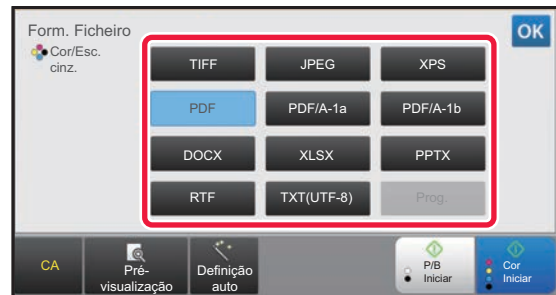 Form. Ficheiro
OK
Cor/Esc.
cinz.
TIFF
JPEG
XPS
PDF
PDF/A-1a
PDF/A-1b
DOCX
XLSX
PPTX
RTF
TXT(UTF-8)
Prog.
CA
Pré-
visualização
Definição
auto
P/B
Iniciar
Cor
Iniciar